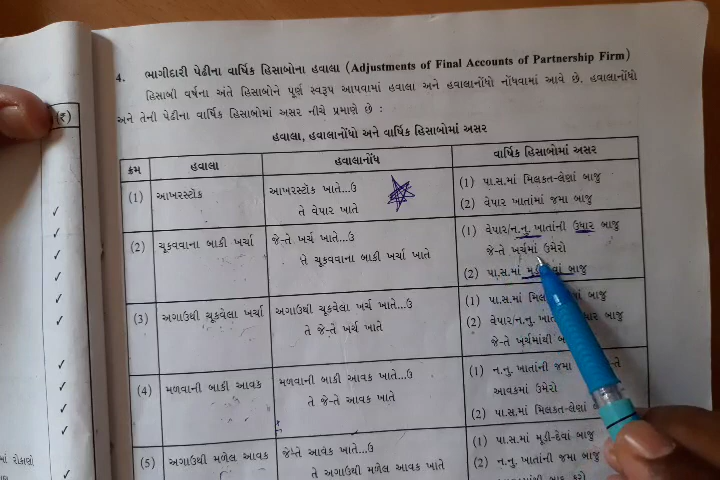 4. ભાગીદારી પેઢીના વાર્ષિક હિસાબોના હવાલા (Adjustments of Final Accounts of Partnership Firm)
હિસાબી વર્ષના અંતે હિસાબોને પૂર્ણ સ્વરૂપ આપવામાં હવાલા અને હવાલાનોંધો નોંધવામાં આવે છે. હવાલાનોંધો
અને તેની પેઢીના વાર્ષિક હિસાબોમાં અસર નીચે પ્રમાણે છે :
(₹)
હવાલા, હવાલાનોંધો અને વાર્ષિક હિસાબોમાં અસર
ક્રમ હવાલા હવાલાનોંધ વાર્ષિક હિસાબોમાં અસર
(1) આખરસ્ટૉક આખરસ્ટૉક ખાતે...ઉ (1) પા.સ.માં મિલકત-લેણાં બાજુ
તે વેપાર ખાતે (2) વેપાર ખાતામાં જમા બાજુ
(2) ચૂકવવાના બાકી ખર્ચા જે-તે ખર્ચ ખાતે...ઉ (1) વેપાર/ન.નુ. ખાતાંની ઉધાર બાજુ
તે ચૂકવવાના બાકી ખર્ચા ખાતે જે-તે ખર્ચમાં ઉમેરો
(2) પા.સ.માં મૂડી-દેવાં બાજુ
(3) અગાઉથી ચૂકવેલા ખર્ચા અગાઉથી ચૂકવેલા ખર્ચ ખાતે...ઉ (1) પા.સ.માં બાજુ
તે જે-તે ખર્ચ ખાતે (2) વેપાર/ન.નુ. બાજુ
જે-તે ખર્ચમાંથી
(4) મળવાની બાકી આવક મળવાની બાકી આવક ખાતે...ઉ (1) ન.નુ. ખાતાંની જમા
તે જે-તે આવક ખાતે આવકમાં ઉમેરો
(2) પા.સ.માં મિલકત-લેણાં
(5) અગાઉથી મળેલ આવક જે-તે આવક ખાતે...ઉ (1) પા.સ.માં મૂડી-દેવાં બાજુ
તે અગાઉથી મળેલ આવક ખાતે (2) ન.નુ. ખાતાંની જમા બાજુ
માં રોકાણો